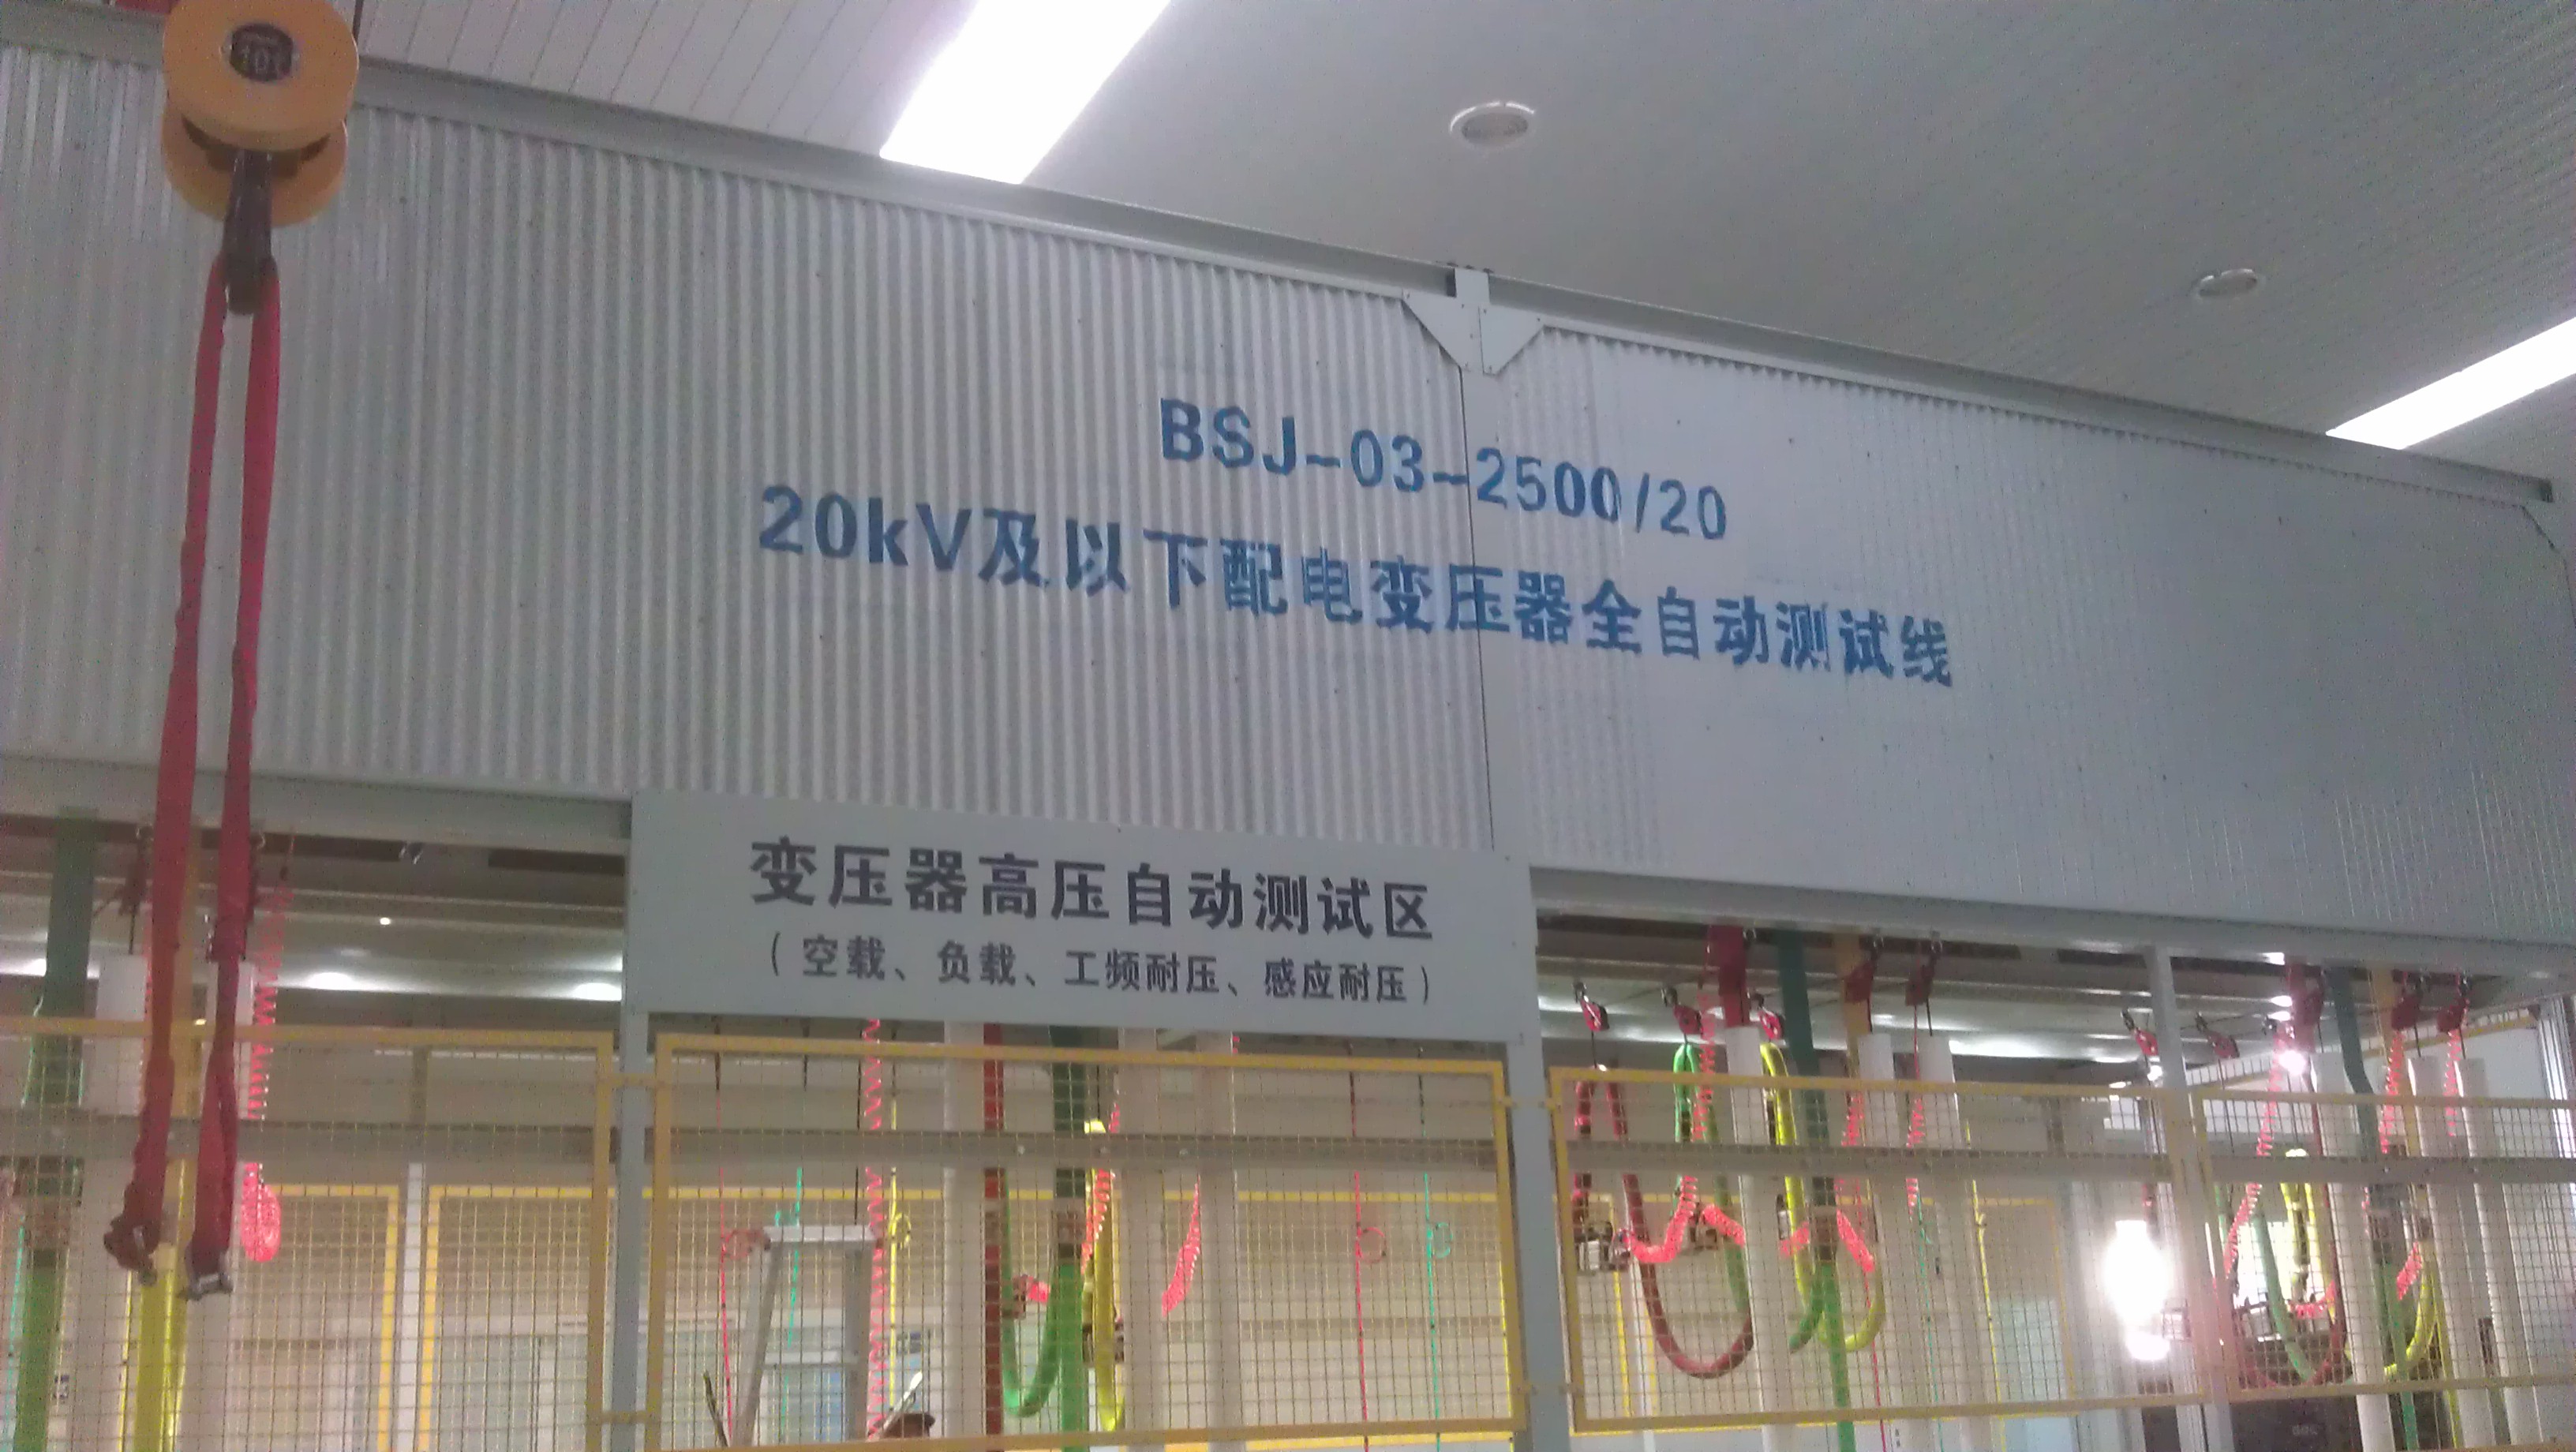 10t
BSJ-03-2500/20
20kV及以下配电变压器全自动测试线
变压器高压自动测试区
(空载、负载、工频耐压、感应耐压)